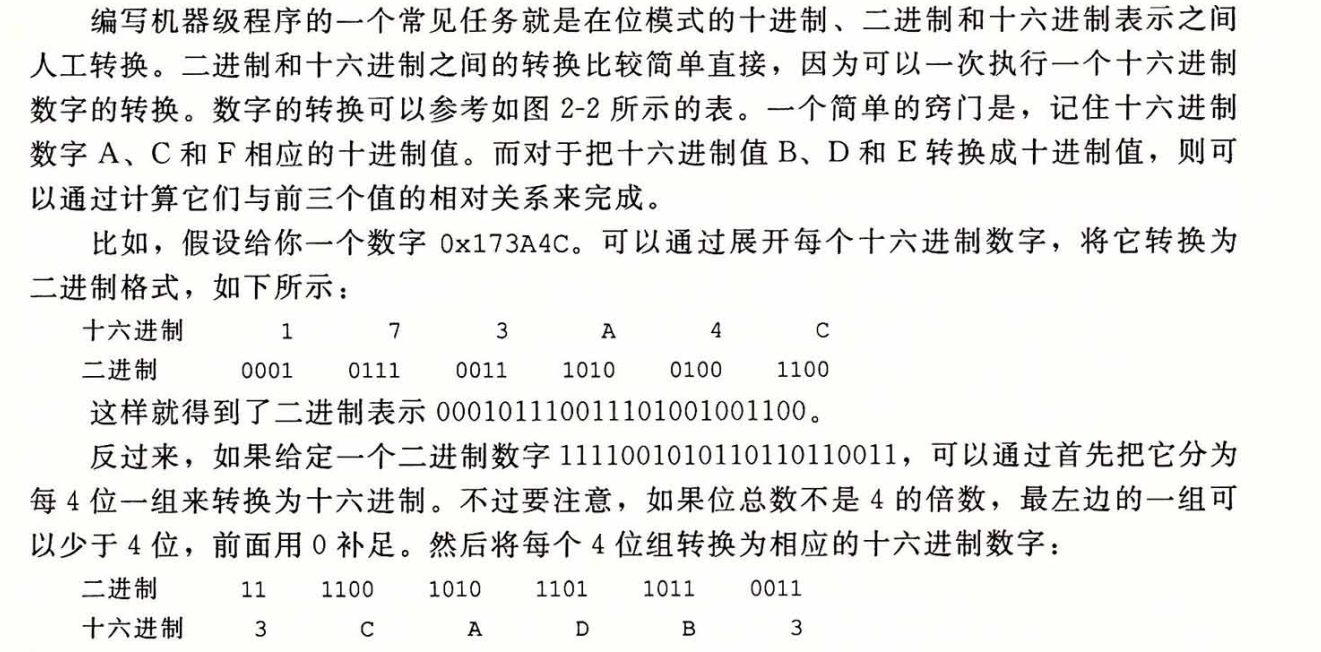 编写机器级程序的一个常见任务就是在位模式的十进制、二进制和十六进制表示之间
人工转换。二进制和十六进制之间的转换比较简单直接，因为可以一次执行一个十六进制
数字的转换。数字的转换可以参考如图 2-2 所示的表。一个简单的窍门是，记住十六进制
数字 A、C 和 F 相应的十进制值。而对于把十六进制值 B、D 和 E 转换成十进制值，则可
以通过计算它们与前三个值的相对关系来完成。
比如，假设给你一个数字 0x173A4C。可以通过展开每个十六进制数字，将它转换为
二进制格式，如下所示：
十六进制 1 7 3 A 4 C
二进制 0001 0111 0011 1010 0100 1100
这样就得到了二进制表示 000101110011101001001100。
反过来，如果给定一个二进制数字 1111001010110110110011，可以通过首先把它分为
每 4 位一组来转换为十六进制。不过要注意，如果位总数不是 4 的倍数，最左边的一组可
以少于 4 位，前面用 0 补足。然后将每个 4 位组转换为相应的十六进制数字：
二进制 11 1100 1010 1101 1011 0011
十六进制 3 C A D B 3